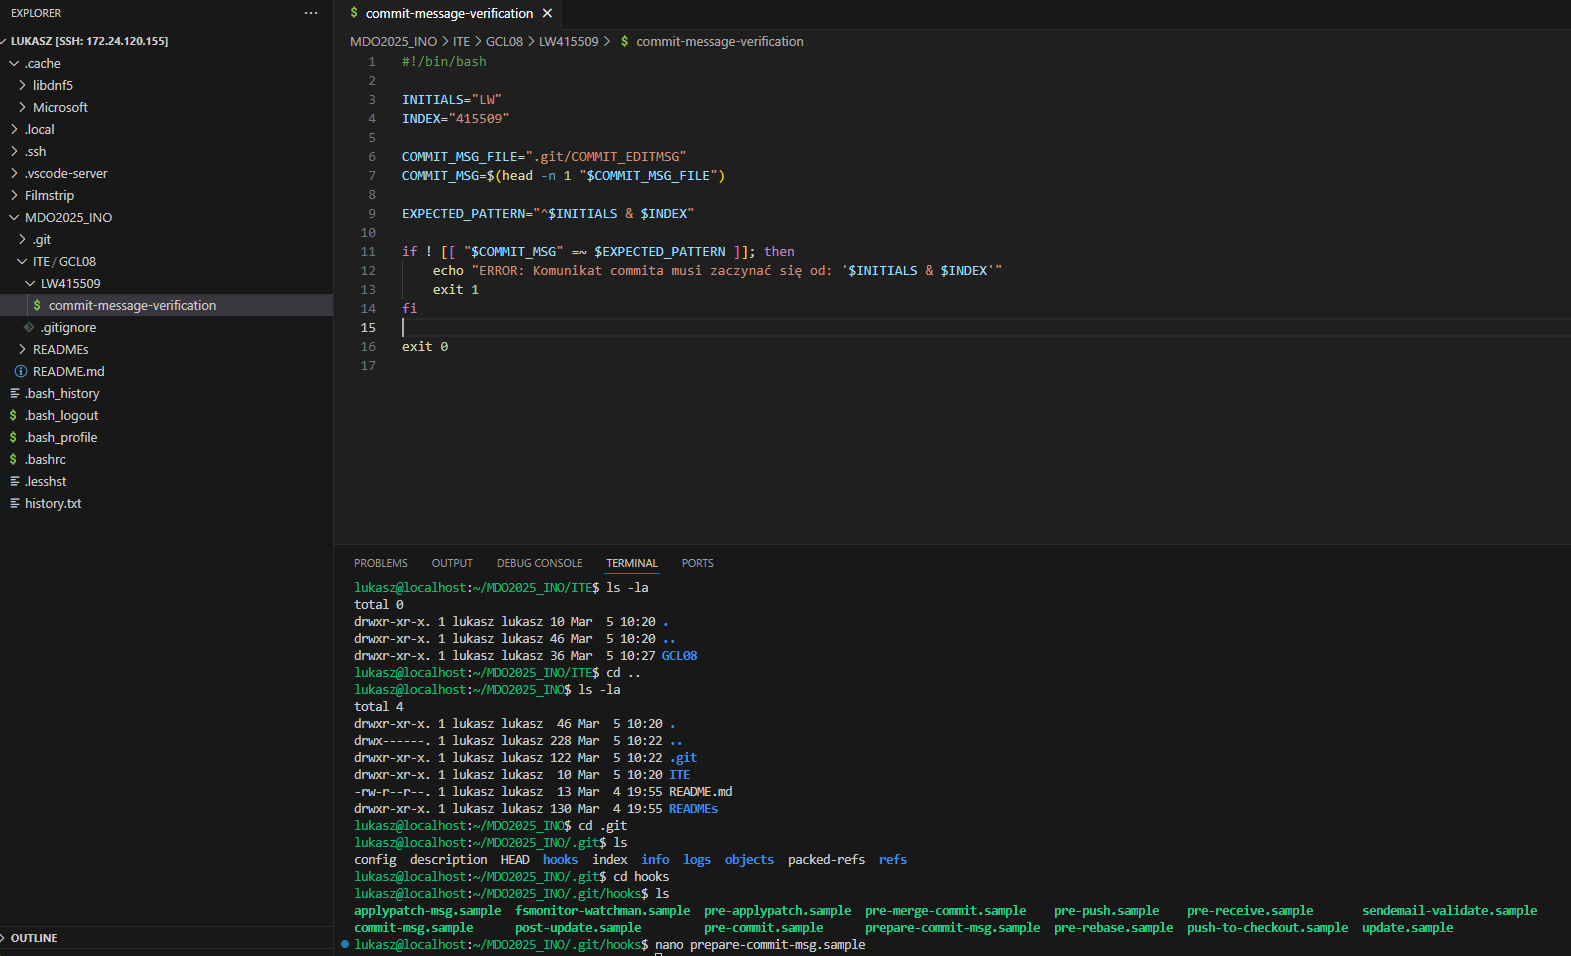 EXPLORER
LUKASZ [SSH: 172.24.120.155]
.cache
libdnf5
Microsoft
.local
.ssh
.vscode-server
Filmstrip
MDO2025_INO
.git
ITE / GCL08
LW415509
$ commit-message-verification
.gitignore
READMEs
README.md
.bash_history
$ .bash_logout
$ .bash_profile
$ .bashrc
.lesshst
history.txt
OUTLINE
$ commit-message-verification
MDO2025_INO > ITE > GCL08 > LW415509 > $ commit-message-verification
1 #!/bin/bash
2
3 INITIALS="LW"
4 INDEX="415509"
5
6 COMMIT_MSG_FILE=".git/COMMIT_EDITMSG"
7 COMMIT_MSG=$(head -n 1 "$COMMIT_MSG_FILE")
8
9 EXPECTED_PATTERN="^$INITIALS & $INDEX"
10
11 if ! [[ "$COMMIT_MSG" =~ $EXPECTED_PATTERN ]]; then
12     echo "ERROR: Komunikat commita musi zaczynać się od: '$INITIALS & $INDEX'"
13     exit 1
14 fi
15
16 exit 0
17
PROBLEMS OUTPUT DEBUG CONSOLE TERMINAL PORTS
lukasz@localhost:~/MDO2025_INO/ITE$ ls -la
total 0
drwxr-xr-x. 1 lukasz lukasz 10 Mar  5 10:20 .
drwxr-xr-x. 1 lukasz lukasz 46 Mar  5 10:20 ..
drwxr-xr-x. 1 lukasz lukasz 36 Mar  5 10:27 GCL08
lukasz@localhost:~/MDO2025_INO/ITE$ cd ..
lukasz@localhost:~/MDO2025_INO$ ls -la
total 4
drwxr-xr-x. 1 lukasz lukasz  46 Mar  5 10:20 .
drwx------. 1 lukasz lukasz 228 Mar  5 10:22 ..
drwxr-xr-x. 1 lukasz lukasz 122 Mar  5 10:22 .git
drwxr-xr-x. 1 lukasz lukasz  10 Mar  5 10:20 ITE
-rw-r--r--. 1 lukasz lukasz  13 Mar  4 19:55 README.md
drwxr-xr-x. 1 lukasz lukasz 130 Mar  4 19:55 READMEs
lukasz@localhost:~/MDO2025_INO$ cd .git
lukasz@localhost:~/MDO2025_INO/.git$ ls
config  description  HEAD  hooks  index  info  logs  objects  packed-refs  refs
lukasz@localhost:~/MDO2025_INO/.git$ cd hooks
lukasz@localhost:~/MDO2025_INO/.git/hooks$ ls
applypatch-msg.sample  fsmonitor-watchman.sample  pre-applypatch.sample  pre-merge-commit.sample  pre-push.sample  pre-receive.sample  sendemail-validate.sample
commit-msg.sample  post-update.sample  pre-commit.sample  prepare-commit-msg.sample  pre-rebase.sample  push-to-checkout.sample  update.sample
lukasz@localhost:~/MDO2025_INO/.git/hooks$ nano prepare-commit-msg.sample